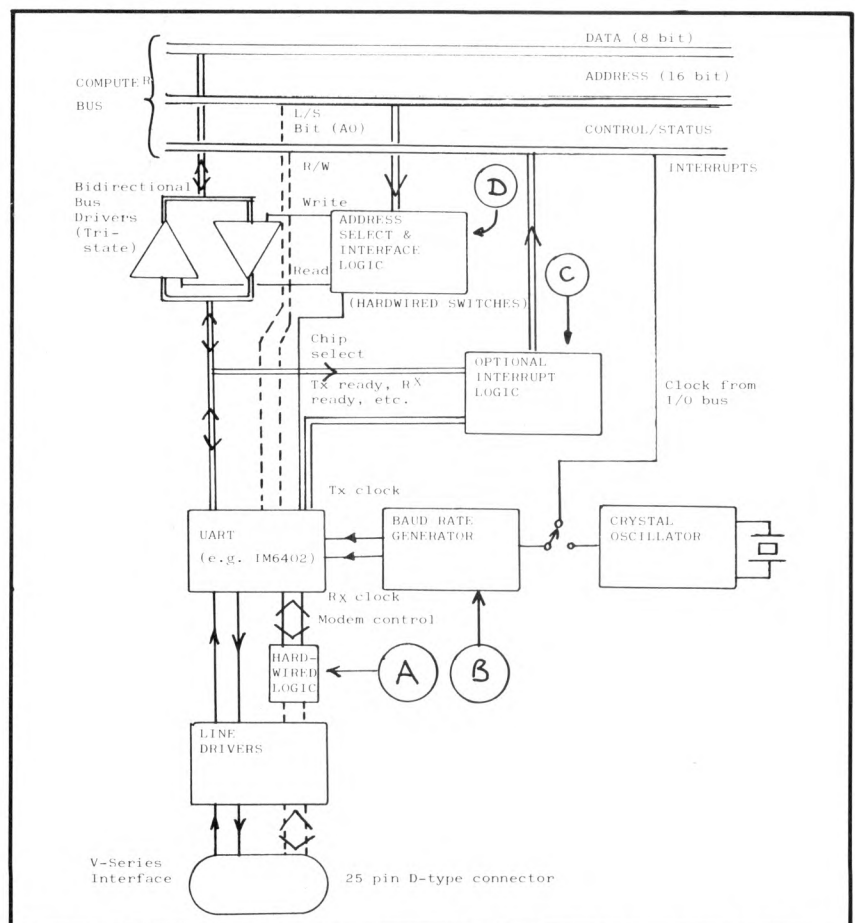 DATA (8 bit)
ADDRESS (16 bit)
COMPUTER
BUS
L/S
Bit (A0)
CONTROL/STATUS
R/W
INTERRUPTS
Bidirectional
Bus
Drivers
(Tri-
state)
Write
Read
ADDRESS
SELECT &
INTERFACE
LOGIC
D
(HARDWIRED SWITCHES)
C
Chip
select
Tx ready, Rx
ready, etc.
OPTIONAL
INTERRUPT
LOGIC
Clock from
I/O bus
Tx clock
UART
(e.g. IM6402)
BAUD RATE
GENERATOR
CRYSTAL
OSCILLATOR
Rx clock
Modem control
HARD-
WIRED
LOGIC
A
B
LINE
DRIVERS
V-Series
Interface
25 pin D-type connector